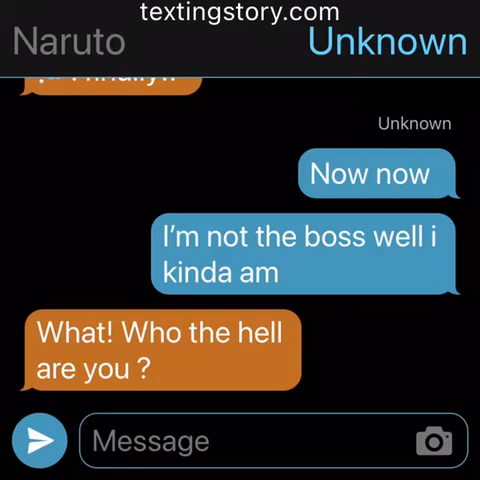 textingstory.com
Naruto Unknown
Unknown
Now now
I'm not the boss well i
kinda am
What! Who the hell
are you ?
Message